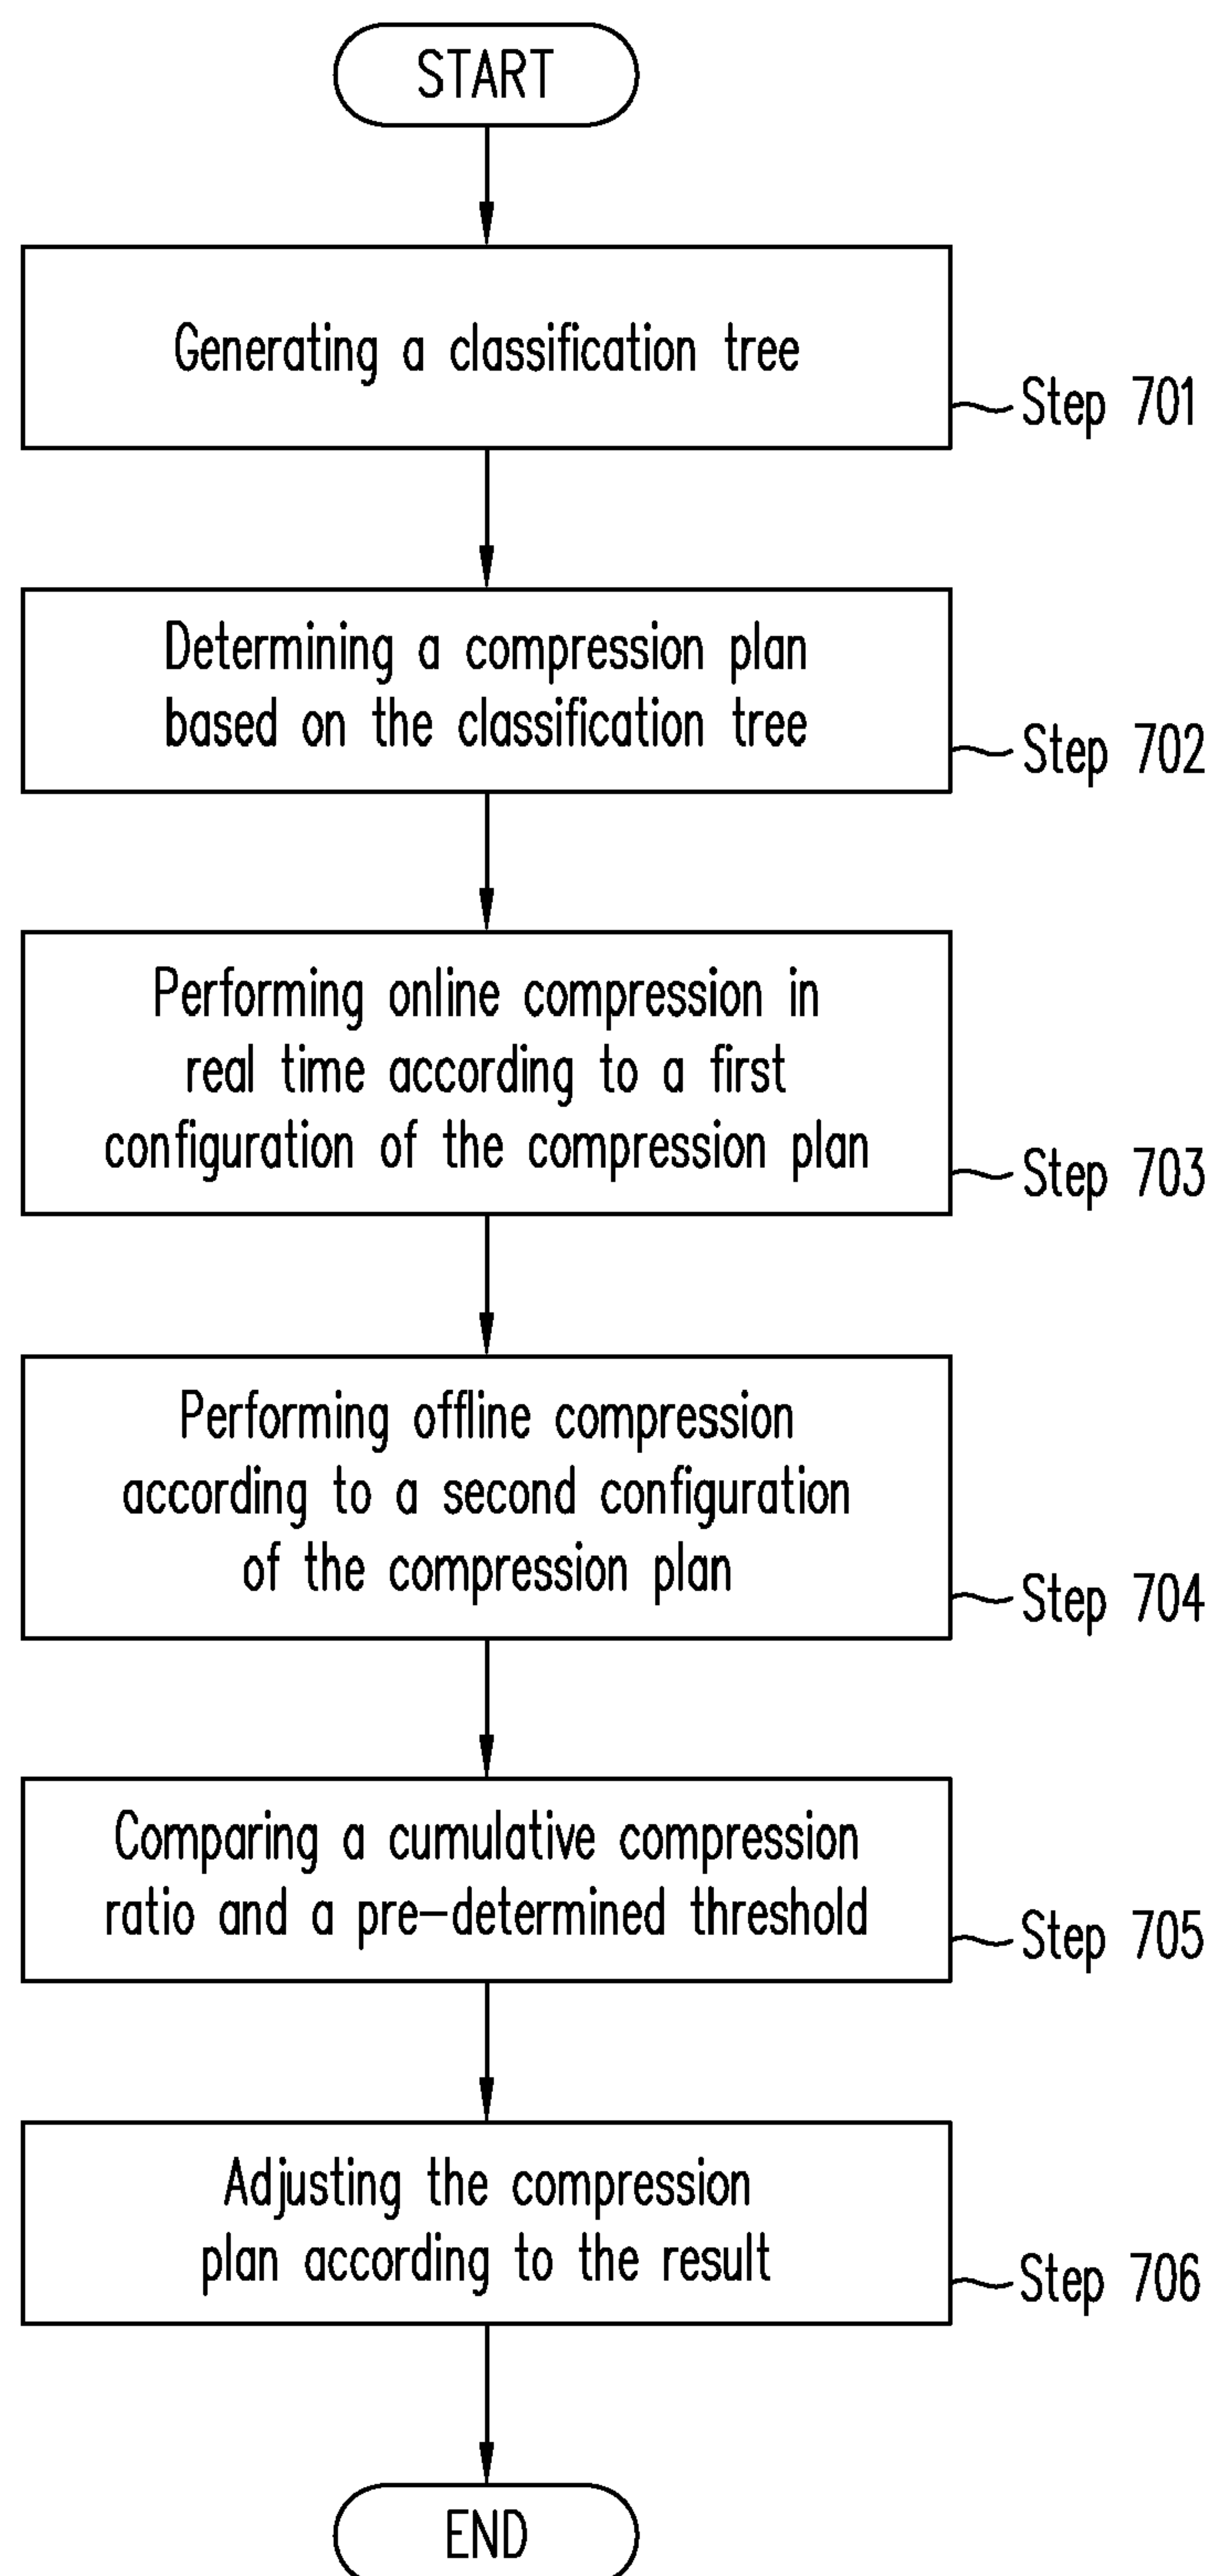 START
Generating a classification tree
Step 701
Determining a compression plan
based on the classification tree
Step 702
Performing online compression in
real time according to a first
configuration of the compression plan
Step 703
Performing offline compression
according to a second configuration
of the compression plan
Step 704
Comparing a cumulative compression
ratio and a pre-determined threshold
Step 705
Adjusting the compression
plan according to the result
Step 706
END